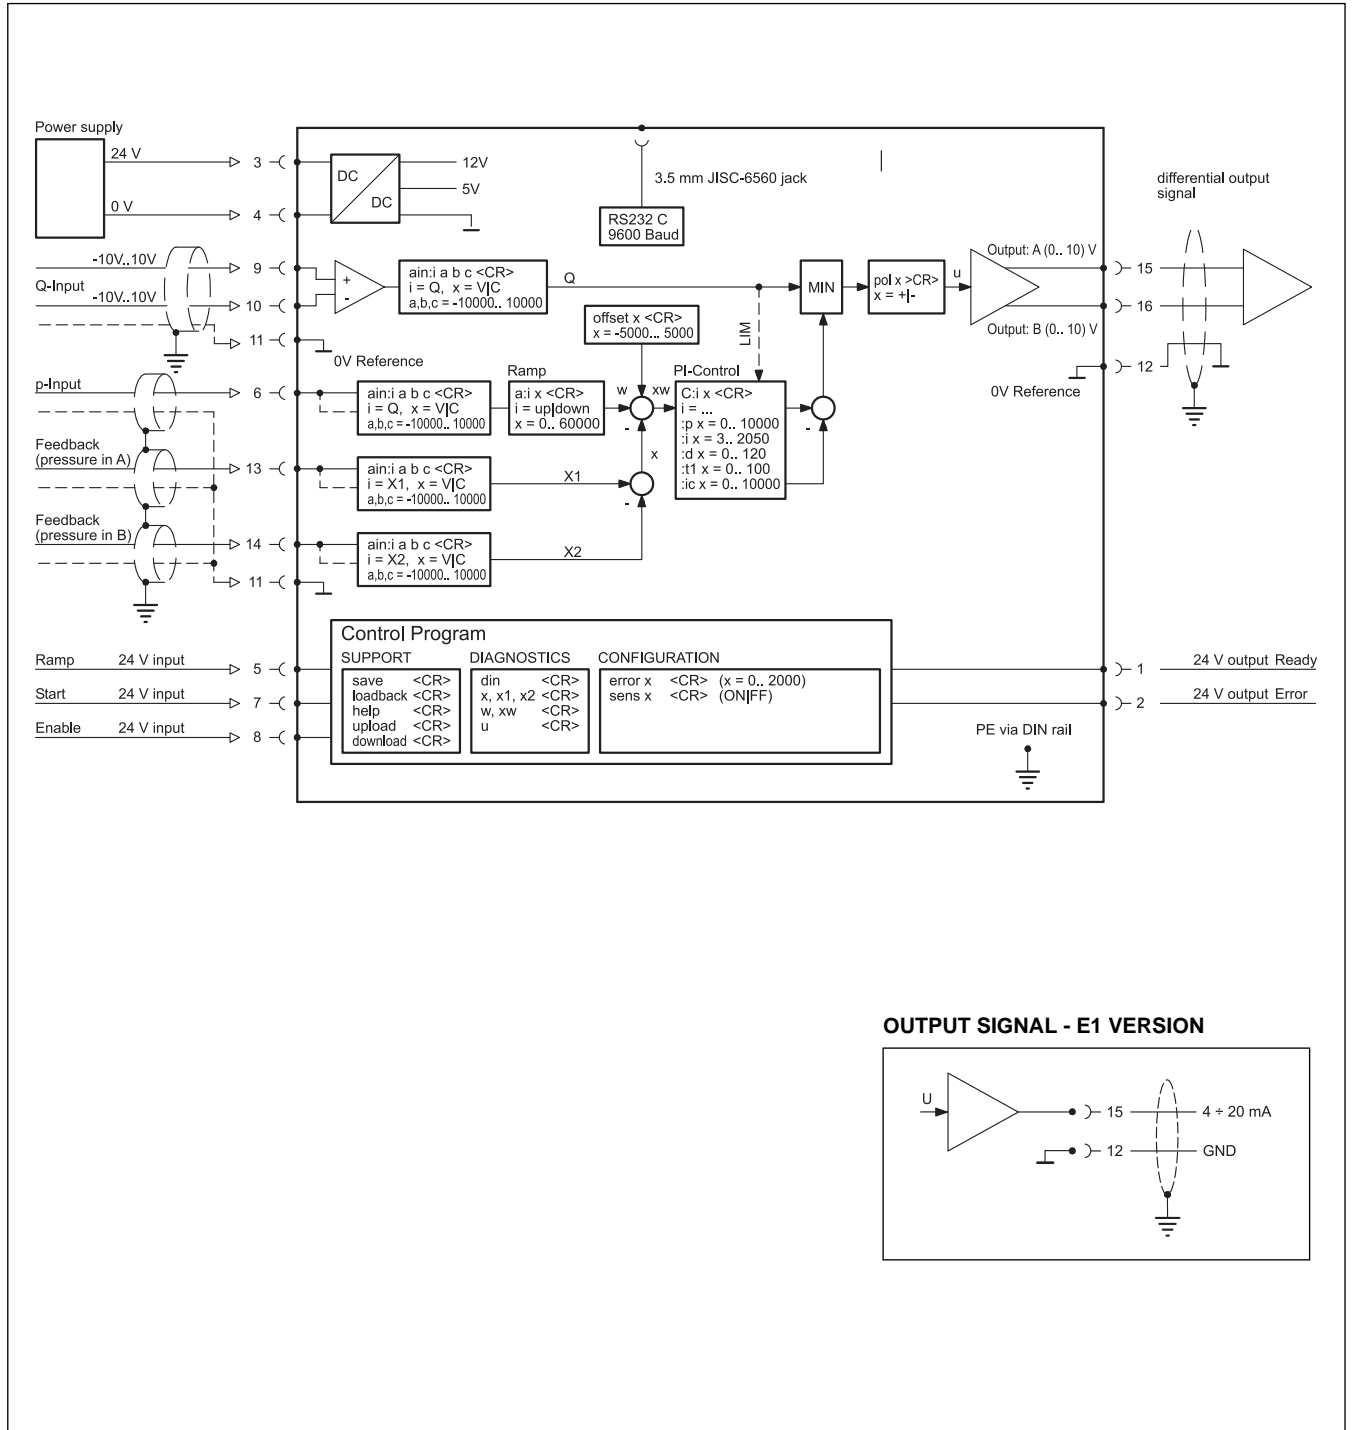 Power supply
24 V
3
0 V
4
DC
DC
12V
5V
3.5 mm JISC-6560 jack
RS232 C
9600 Baud
differential output
signal
-10V..10V
9
Q-Input
-10V..10V
10
11
0V Reference
+
-
ain:i a b c <CR>
i = Q, x = V|C
a,b,c = -10000.. 10000
Q
offset x <CR>
x = -5000... 5000
LIM
MIN
pol x >CR>
x = +|-
u
Output: A (0.. 10) V
15
16
Output: B (0.. 10) V
12
0V Reference
p-Input
6
ain:i a b c <CR>
i = Q, x = V|C
a,b,c = -10000.. 10000
Ramp
a:i x <CR>
i = up|down
x = 0.. 60000
w
xw
-
x
PI-Control
C:i x <CR>
i = ...
:p x = 0.. 10000
:i x = 3.. 2050
:d x = 0.. 120
:t1 x = 0.. 100
:ic x = 0.. 10000
-
Feedback
(pressure in A)
13
ain:i a b c <CR>
i = X1, x = V|C
a,b,c = -10000.. 10000
X1
-
Feedback
(pressure in B)
14
11
ain:i a b c <CR>
i = X2, x = V|C
a,b,c = -10000.. 10000
X2
Ramp 24 V input 5
Start 24 V input 7
Enable 24 V input 8
Control Program
SUPPORT
save <CR>
loadback <CR>
help <CR>
upload <CR>
download <CR>
DIAGNOSTICS
din <CR>
x, x1, x2 <CR>
w, xw <CR>
u <CR>
CONFIGURATION
error x <CR> (x = 0.. 2000)
sens x <CR> (ON|FF)
1 24 V output Ready
2 24 V output Error
PE via DIN rail
OUTPUT SIGNAL - E1 VERSION
U
15 4 ÷ 20 mA
12 GND